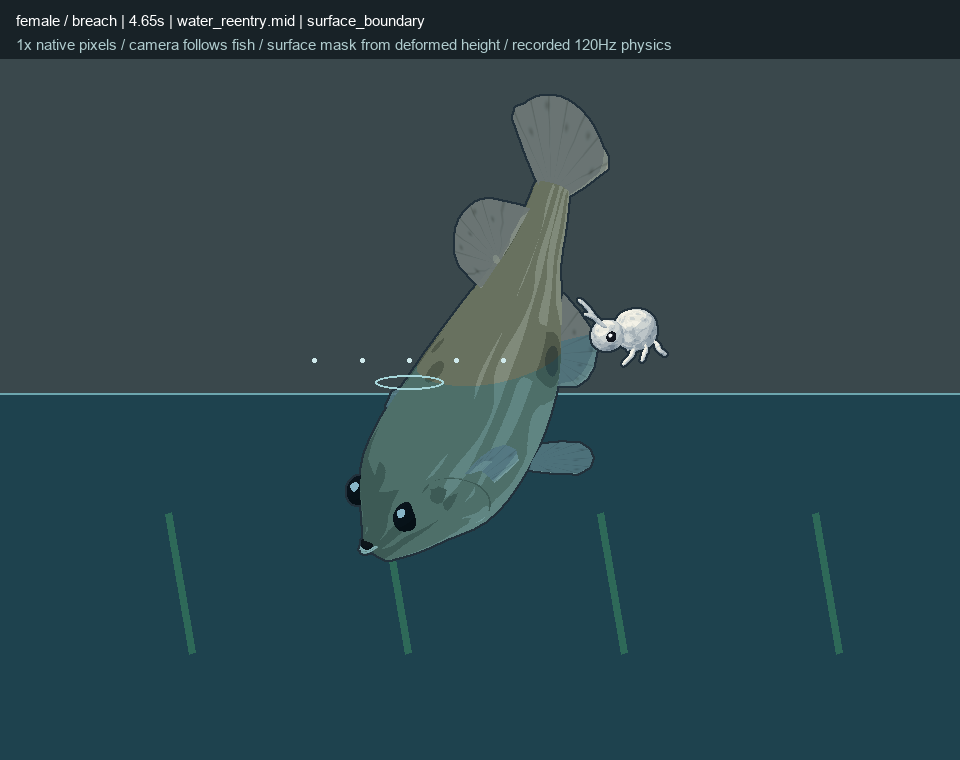 female / breach | 4.65s | water_reentry.mid | surface_boundary
1x native pixels / camera follows fish / surface mask from deformed height / recorded 120Hz physics